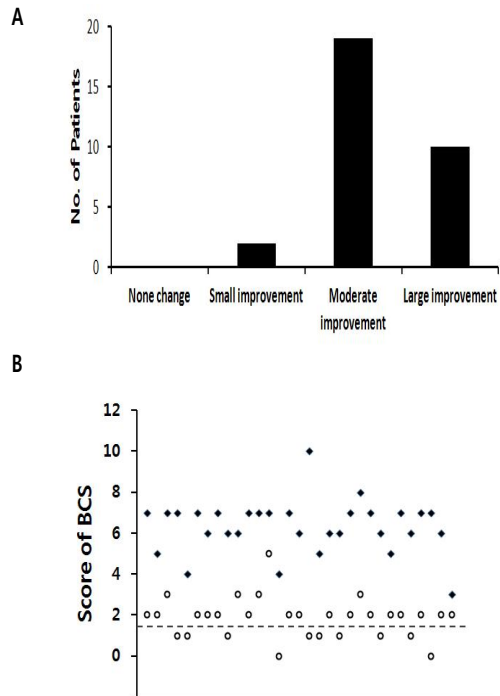 A
No. of Patients
20
15
10
5
0
None change Small improvement Moderate improvement Large improvement
B
Score of BCS
12
10
8
6
4
2
0